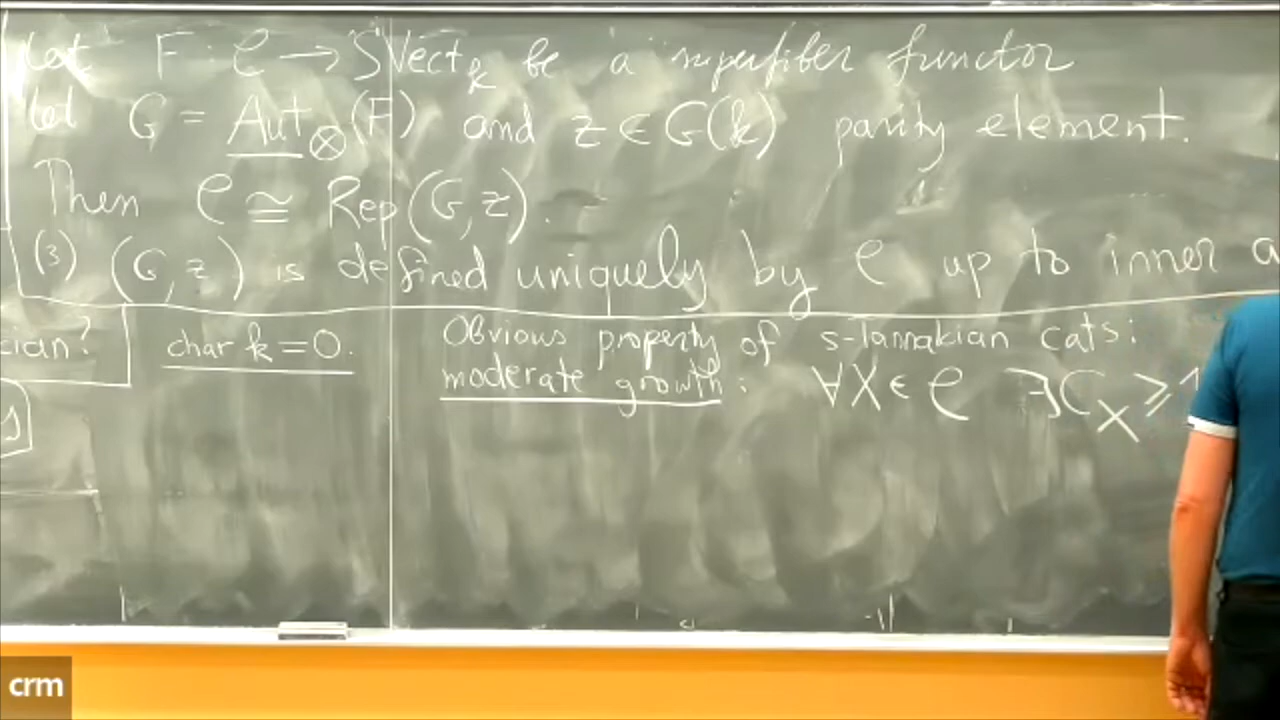 Let F : C → SVect_k be a superfiber functor
Let G = Aut_⊗(F) and z ∈ G(k) parity element.
Then C ≅ Rep(G, z).
(3) (G, z) is defined uniquely by C up to inner a
cian? char k = 0. Obvious property of s-Tannakian cats:
moderate growth: ∀X ∈ C ∃C_X ≥ 1
crm